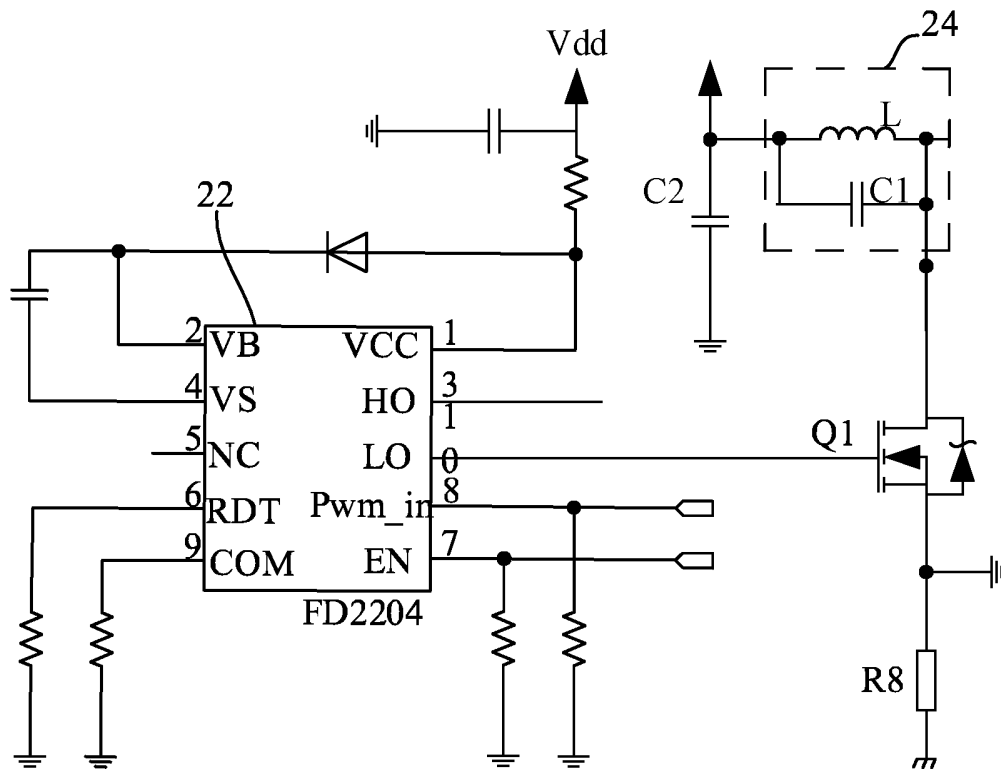 24
Vdd
L
C2
C1
22
2
VB
VCC
1
4
VS
HO
3
5
NC
LO
1
0
6
RDT
Pwm_in
8
9
COM
EN
7
FD2204
Q1
R8